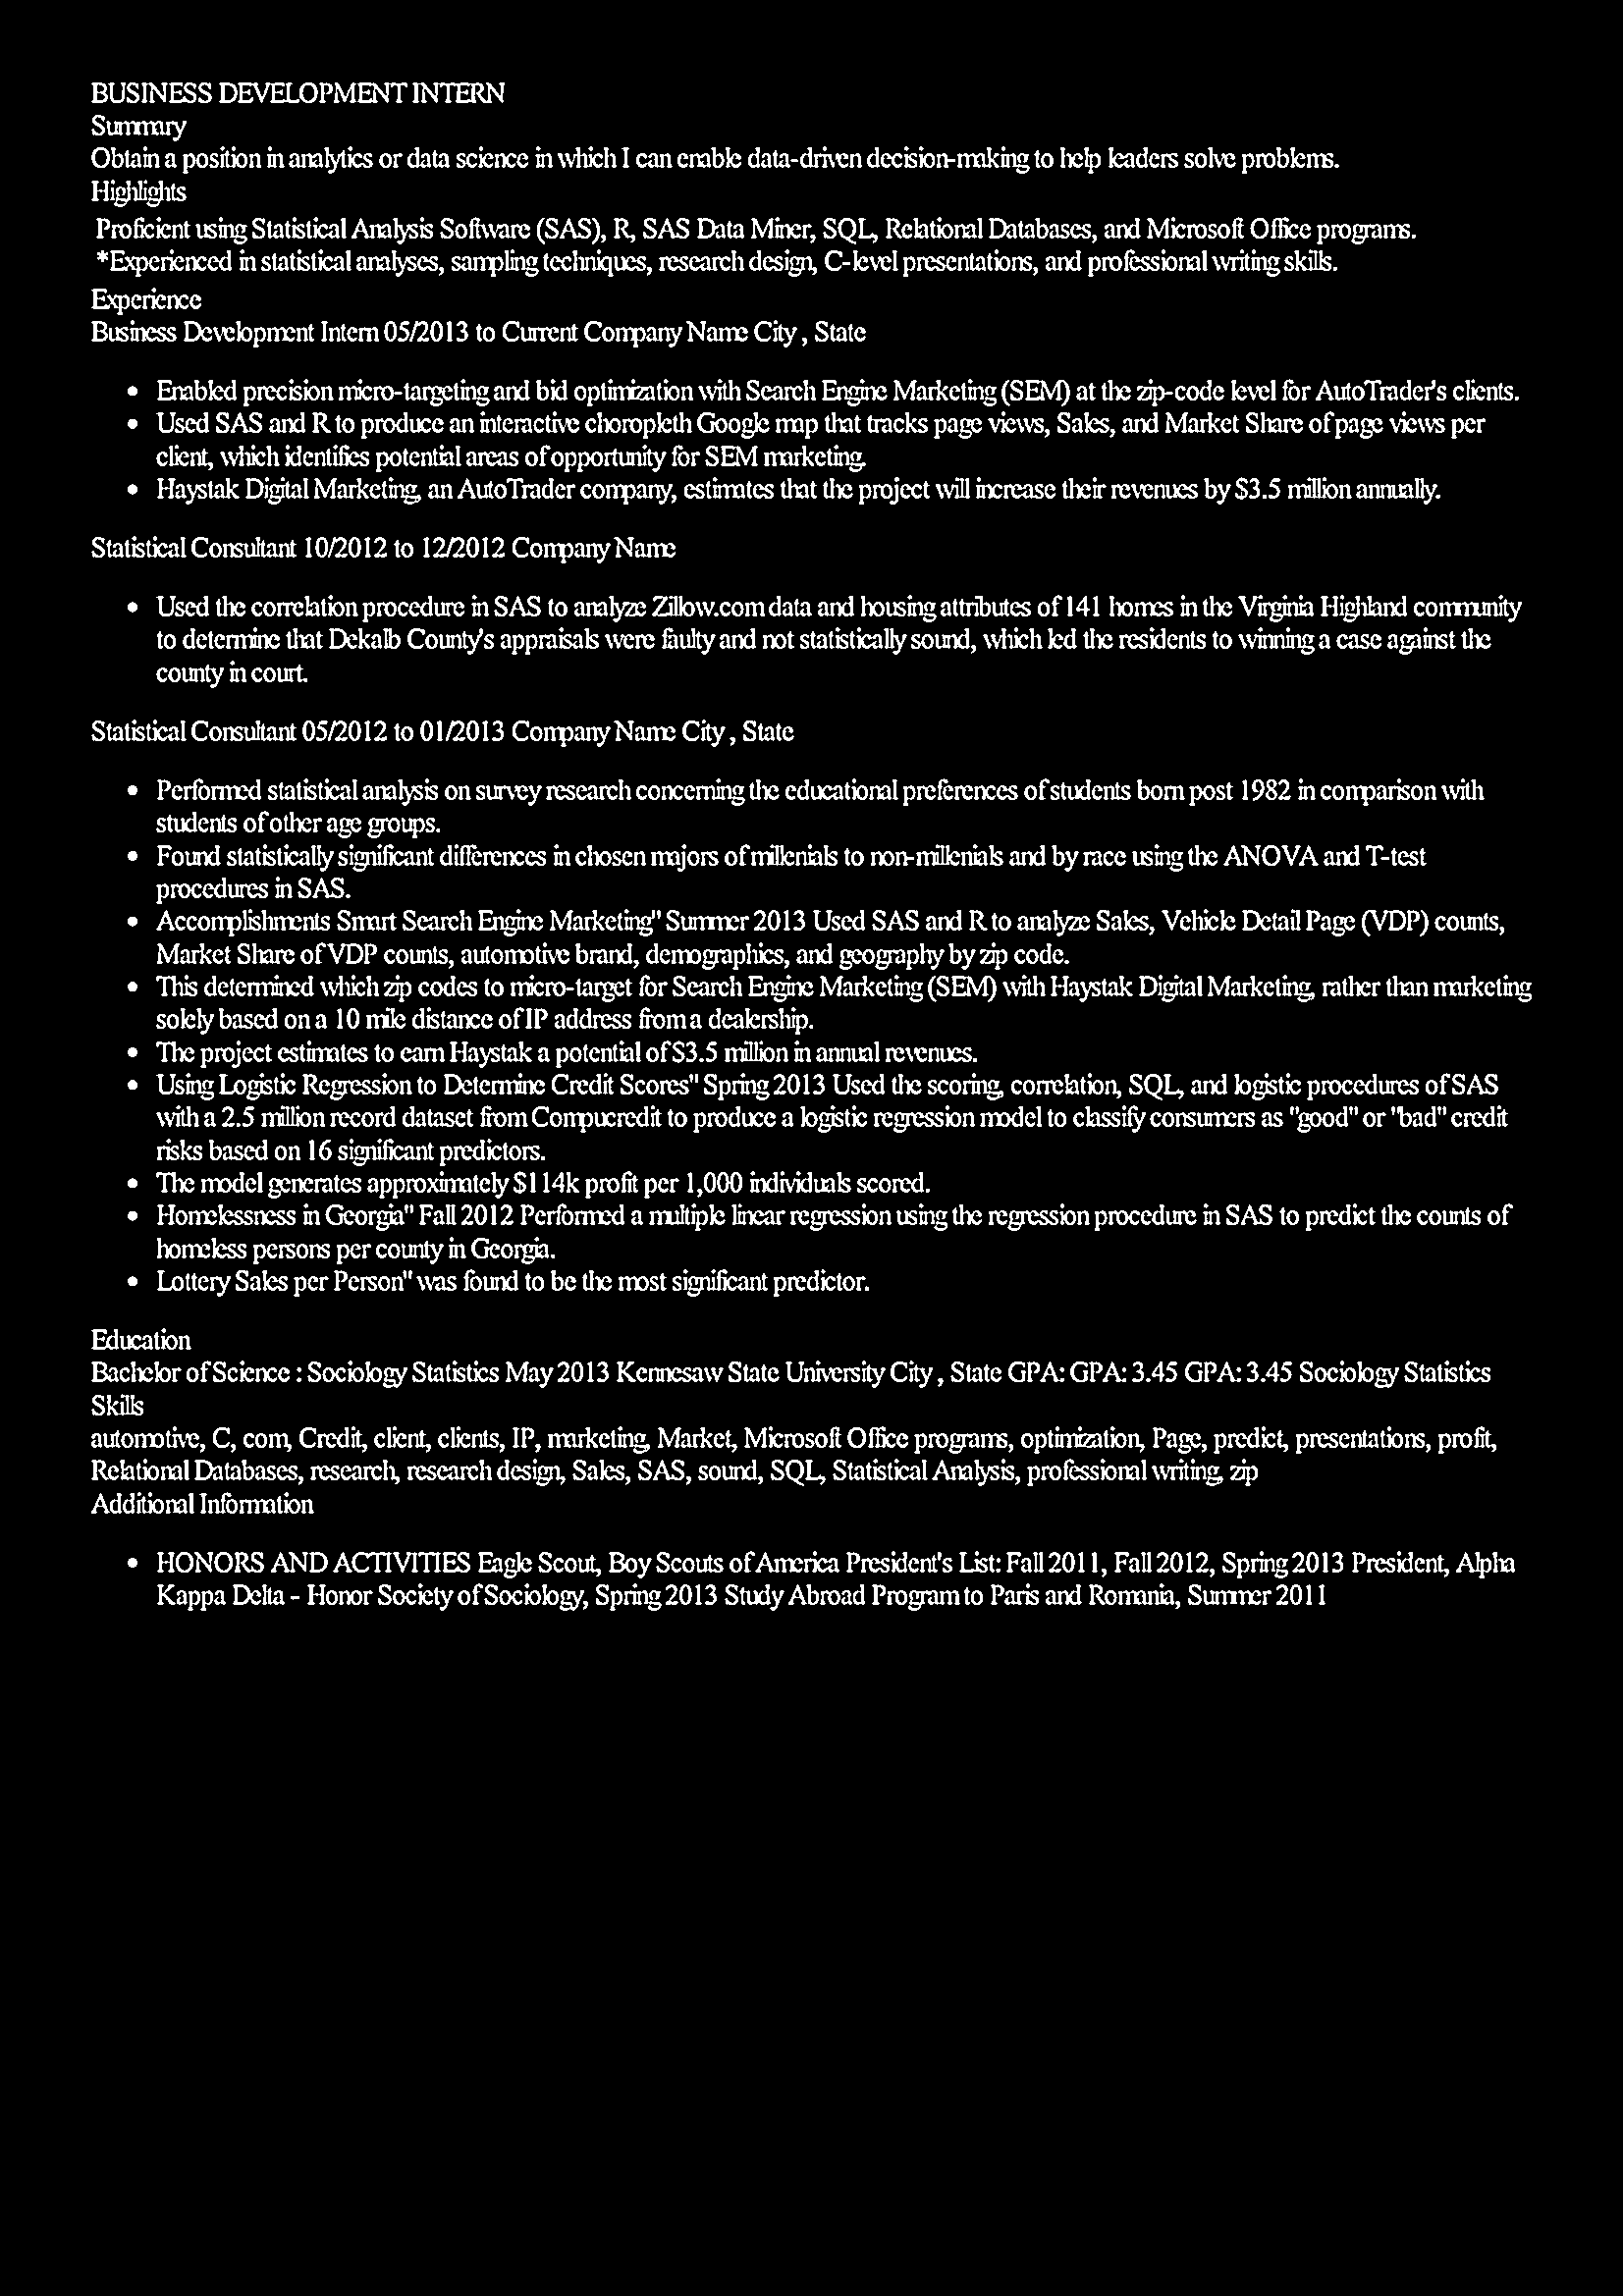 BUSINESS DEVELOPMENT INTERN
Summary
Obtain a position in analytics or data science in which I can enable data-driven decision-making to help leaders solve problems.
Highlights
Proficient using Statistical Analysis Software (SAS), R, SAS Data Miner, SQL, Relational Databases, and Microsoft Office programs.
*Experienced in statistical analyses, sampling techniques, research design, C-level presentations, and professional writing skills.
Experience
Business Development Intern 05/2013 to Current Company Name City , State
• Enabled precision micro-targeting and bid optimization with Search Engine Marketing (SEM) at the zip-code level for AutoTrader's clients.
• Used SAS and R to produce an interactive choropleth Google map that tracks page views, Sales, and Market Share of page views per
client, which identifies potential areas of opportunity for SEM marketing.
• Haystak Digital Marketing, an AutoTrader company, estimates that the project will increase their revenues by $3.5 million annually.
Statistical Consultant 10/2012 to 12/2012 Company Name
• Used the correlation procedure in SAS to analyze Zillow.com data and housing attributes of 141 homes in the Virginia Highland community
to determine that Dekalb County's appraisals were faulty and not statistically sound, which led the residents to winning a case against the
county in court.
Statistical Consultant 05/2012 to 01/2013 Company Name City , State
• Performed statistical analysis on survey research concerning the educational preferences of students born post 1982 in comparison with
students of other age groups.
• Found statistically significant differences in chosen majors of millenials to non-millenials and by race using the ANOVA and T-test
procedures in SAS.
• Accomplishments Smart Search Engine Marketing" Summer 2013 Used SAS and R to analyze Sales, Vehicle Detail Page (VDP) counts,
Market Share of VDP counts, automotive brand, demographics, and geography by zip code.
• This determined which zip codes to micro-target for Search Engine Marketing (SEM) with Haystak Digital Marketing, rather than marketing
solely based on a 10 mile distance of IP address from a dealership.
• The project estimates to earn Haystak a potential of $3.5 million in annual revenues.
• Using Logistic Regression to Determine Credit Scores" Spring 2013 Used the scoring, correlation, SQL, and logistic procedures of SAS
with a 2.5 million record dataset from Compucredit to produce a logistic regression model to classify consumers as "good" or "bad" credit
risks based on 16 significant predictors.
• The model generates approximately $114k profit per 1,000 individuals scored.
• Homelessness in Georgia" Fall 2012 Performed a multiple linear regression using the regression procedure in SAS to predict the counts of
homeless persons per county in Georgia.
• Lottery Sales per Person" was found to be the most significant predictor.
Education
Bachelor of Science : Sociology Statistics May 2013 Kennesaw State University City , State GPA: GPA: 3.45 GPA: 3.45 Sociology Statistics
Skills
automotive, C, com, Credit, client, clients, IP, marketing, Market, Microsoft Office programs, optimization, Page, predict, presentations, profit,
Relational Databases, research, research design, Sales, SAS, sound, SQL, Statistical Analysis, professional writing, zip
Additional Information
• HONORS AND ACTIVITIES Eagle Scout, Boy Scouts of America President's List: Fall 2011, Fall 2012, Spring 2013 President, Alpha
Kappa Delta - Honor Society of Sociology, Spring 2013 Study Abroad Program to Paris and Romania, Summer 2011